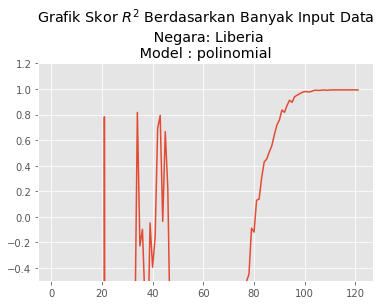 Grafik Skor R² Berdasarkan Banyak Input Data
Negara: Liberia
Model : polinomial
1.2
1.0
0.8
0.6
0.4
0.2
0.0
−0.2
−0.4
0 20 40 60 80 100 120